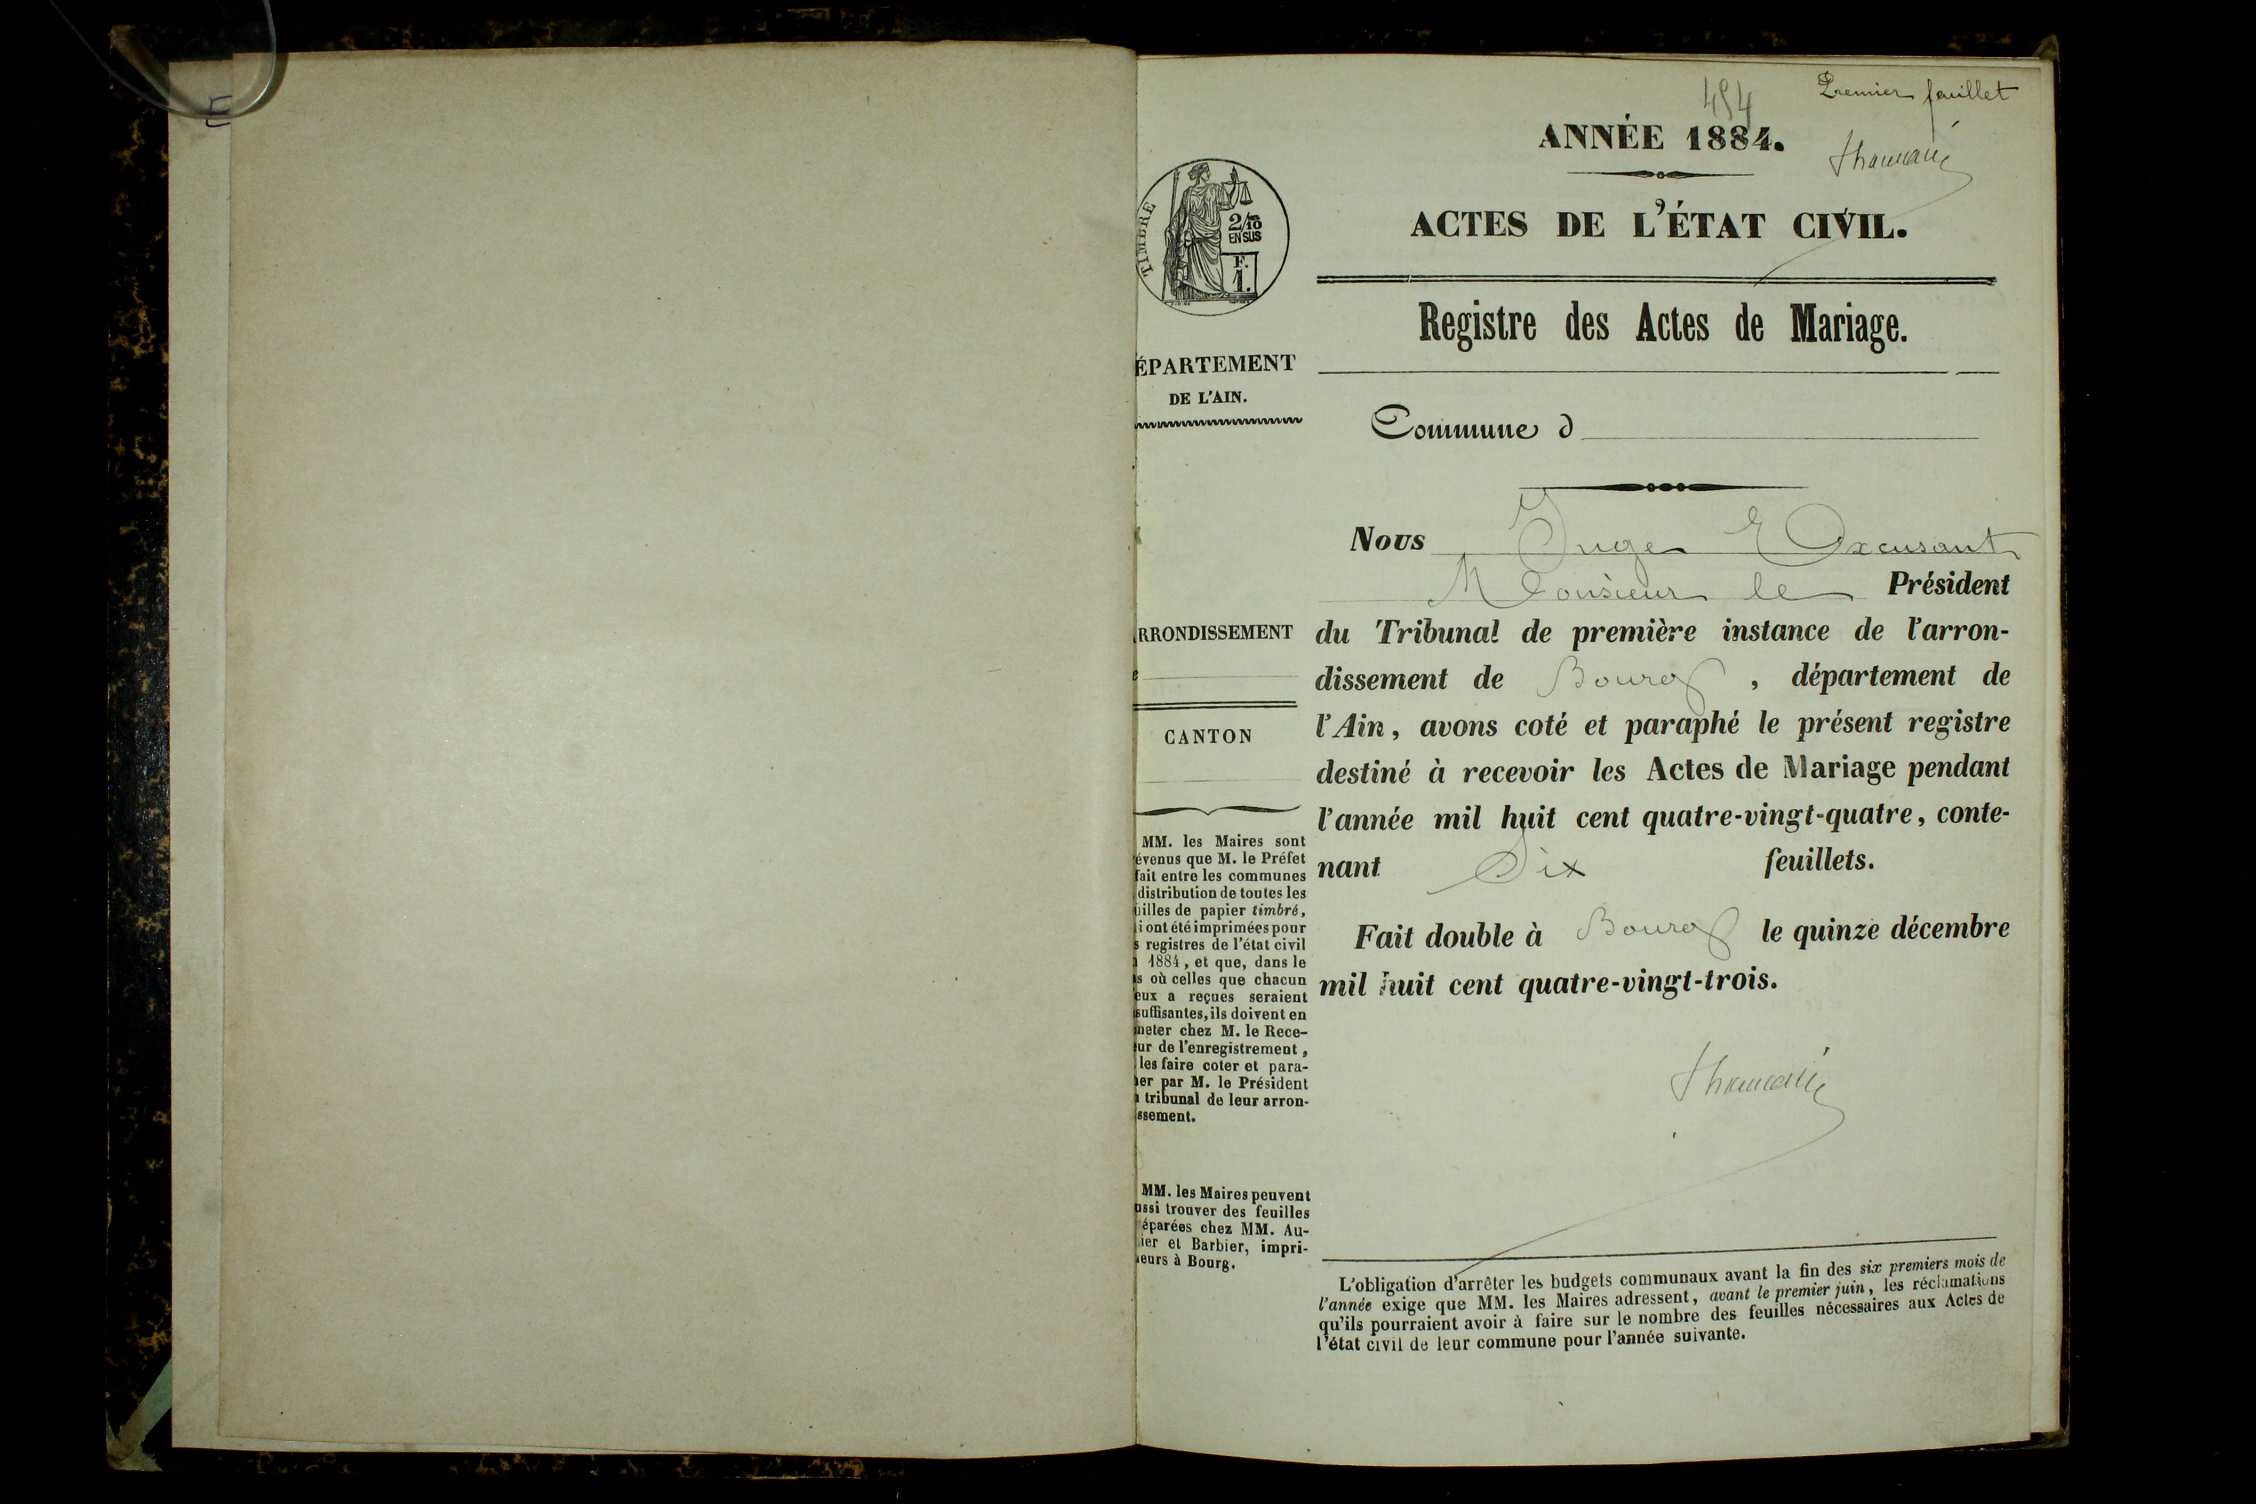 484
Premier feuillet
ANNÉE 1884.
ACTES DE L'ÉTAT CIVIL.
TIMBRE
2/10
EN SUS
F.
1.
Registre des Actes de Mariage.
ÉPARTEMENT
DE L'AIN.
Commune d
Nous Juge Excusant
Monsieur le Président
du Tribunal de première instance de l'arron-
dissement de Bourg, département de
l'Ain, avons coté et paraphé le présent registre
destiné à recevoir les Actes de Mariage pendant
l'année mil huit cent quatre-vingt-quatre, conte-
nant Six feuillets.
Fait double à Bourg le quinze décembre
mil huit cent quatre-vingt-trois.
RRONDISSEMENT
CANTON
MM. les Maires sont
évenus que M. le Préfet
fait entre les communes
distribution de toutes les
uilles de papier timbré,
i ont été imprimées pour
s registres de l'état civil
1884, et que, dans le
s où celles que chacun
eux a reçues seraient
suffisantes, ils doivent en
heter chez M. le Rece-
ur de l'enregistrement,
les faire coter et para-
er par M. le Président
tribunal de leur arron-
ssement.
MM. les Maires peuvent
ussi trouver des feuilles
éparées chez MM. Au-
ier et Barbier, impri-
eurs à Bourg.
L'obligation d'arrêter les budgets communaux avant la fin des six premiers mois de
l'année exige que MM. les Maires adressent, avant le premier juin, les réclamations
qu'ils pourraient avoir à faire sur le nombre des feuilles nécessaires aux Actes de
l'état civil de leur commune pour l'année suivante.